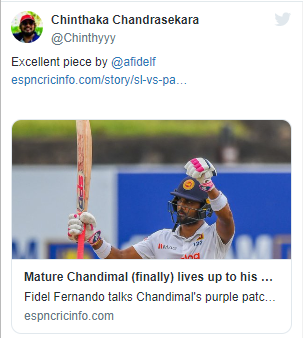 Chinthaka Chandrasekara
@Chinthyyy
Excellent piece by @afidelf
espncricinfo.com/story/sl-vs-pa…
Mature Chandimal (finally) lives up to his ...
Fidel Fernando talks Chandimal's purple patc...
espncricinfo.com